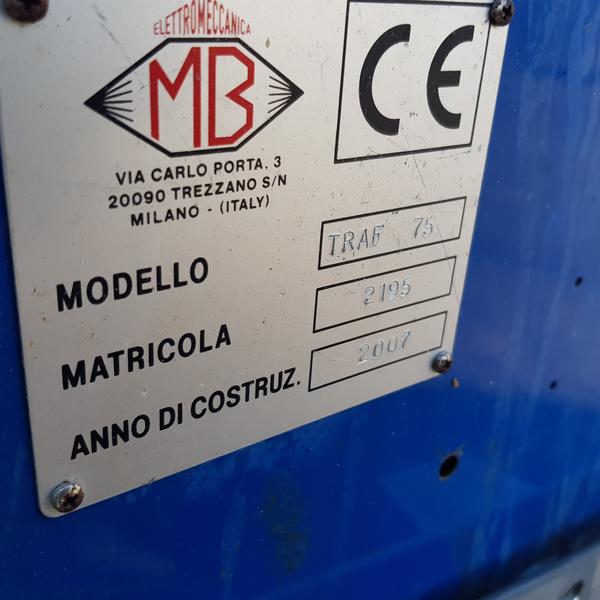 ELETTROMECCANICA
MB
CE
VIA CARLO PORTA, 3
20090 TREZZANO S/N
MILANO - (ITALY)
MODELLO TRAF 75
MATRICOLA 2195
ANNO DI COSTRUZ. 2007